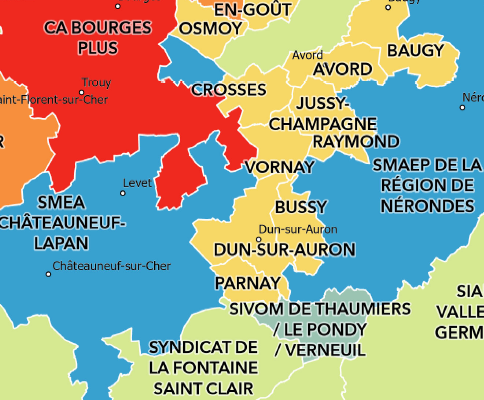 EN-GOÛT
OSMOY
CA BOURGES
PLUS
BAUGY
Avord
AVORD
Trouy
CROSSES
aint-Florent-sur-Cher
JUSSY-
CHAMPAGNE
Néro
RAYMOND
R
VORNAY
SMAEP DE LA
RÉGION DE
NÉRONDES
Levet
SMEA
CHÂTEAUNEUF-
LAPAN
BUSSY
Dun-sur-Auron
DUN-SUR-AURON
Châteauneuf-sur-Cher
PARNAY
SIVOM DE THAUMIERS
/ LE PONDY
/ VERNEUIL
SIA
VALLE
GERM
SYNDICAT DE
LA FONTAINE
SAINT CLAIR